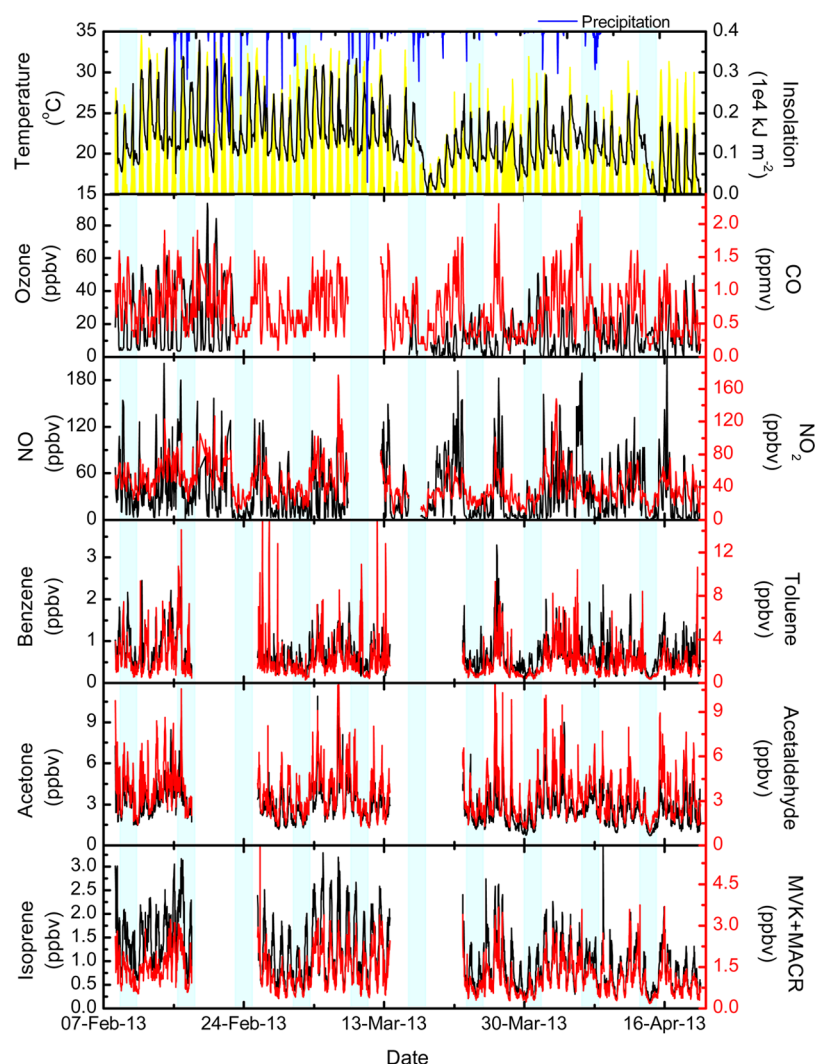 Precipitation
35
30
25
20
15
Temperature
(°C)
0.4
0.3
0.2
0.1
0.0
Insolation
(1e4 kJ m⁻²)
80
60
40
20
0
Ozone
(ppbv)
2.0
1.5
1.0
0.5
0.0
CO
(ppmv)
180
120
60
0
NO
(ppbv)
160
120
80
40
0
NO₂
(ppbv)
3
2
1
0
Benzene
(ppbv)
12
8
4
0
Toluene
(ppbv)
9
6
3
0
Acetone
(ppbv)
9
6
3
0
Acetaldehyde
(ppbv)
3.0
2.5
2.0
1.5
1.0
0.5
0.0
Isoprene
(ppbv)
4.5
3.0
1.5
0.0
MVK+MACR
(ppbv)
07-Feb-13 24-Feb-13 13-Mar-13 30-Mar-13 16-Apr-13
Date